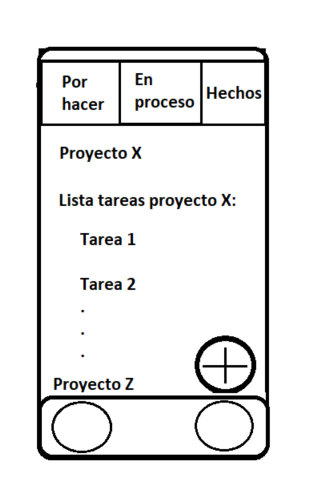 Por
hacer
En
proceso
Hechos
Proyecto X
Lista tareas proyecto X:
Tarea 1
Tarea 2
.
.
.
Proyecto Z